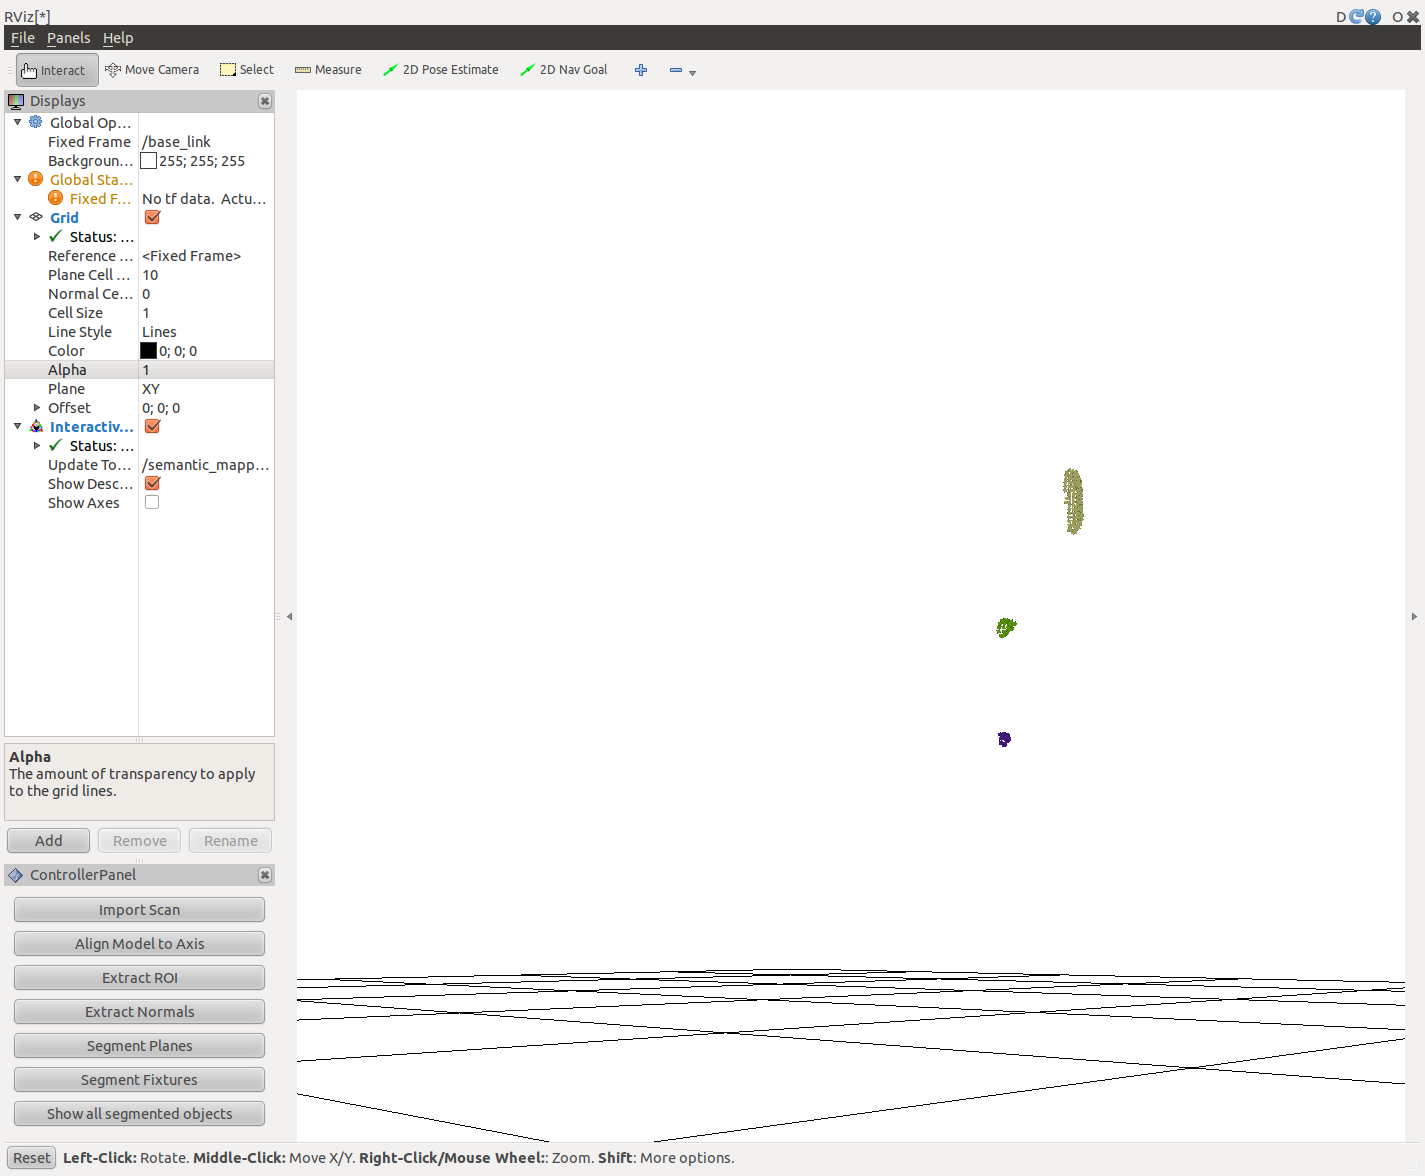 RViz[*]
D O
File Panels Help
Interact Move Camera Select Measure 2D Pose Estimate 2D Nav Goal
Displays
Global Op...
Fixed Frame /base_link
Backgroun... 255; 255; 255
Global Sta...
Fixed F... No tf data. Actu...
Grid
Status: ...
Reference ... <Fixed Frame>
Plane Cell ... 10
Normal Ce... 0
Cell Size 1
Line Style Lines
Color 0; 0; 0
Alpha 1
Plane XY
Offset 0; 0; 0
Interactiv...
Status: ...
Update To... /semantic_mapp...
Show Desc...
Show Axes
Alpha
The amount of transparency to apply
to the grid lines.
Add Remove Rename
ControllerPanel
Import Scan
Align Model to Axis
Extract ROI
Extract Normals
Segment Planes
Segment Fixtures
Show all segmented objects
Reset Left-Click: Rotate. Middle-Click: Move X/Y. Right-Click/Mouse Wheel:: Zoom. Shift: More options.